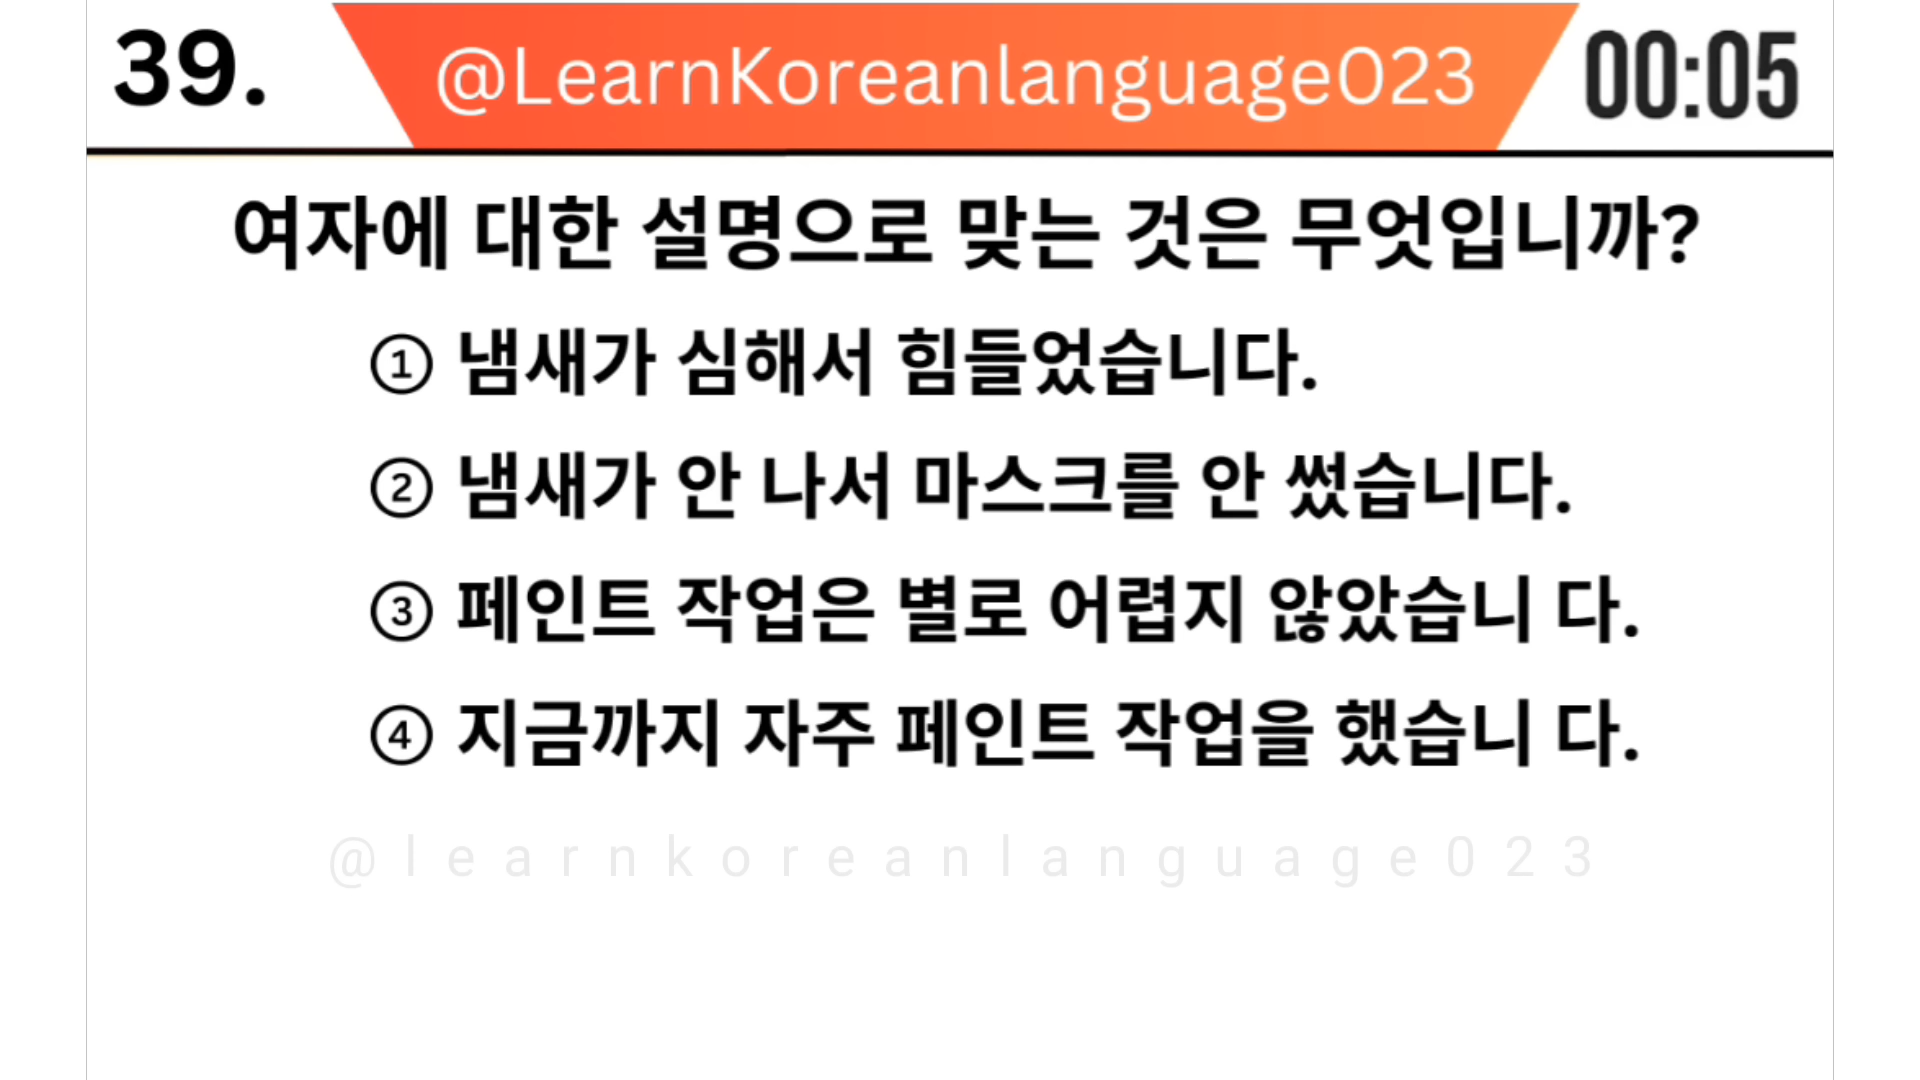 39.
@LearnKoreanlanguage023
00:05
여자에 대한 설명으로 맞는 것은 무엇입니까?
① 냄새가 심해서 힘들었습니다.
② 냄새가 안 나서 마스크를 안 썼습니다.
③ 페인트 작업은 별로 어렵지 않았습니 다.
④ 지금까지 자주 페인트 작업을 했습니 다.
@learnkoreanlanguage023